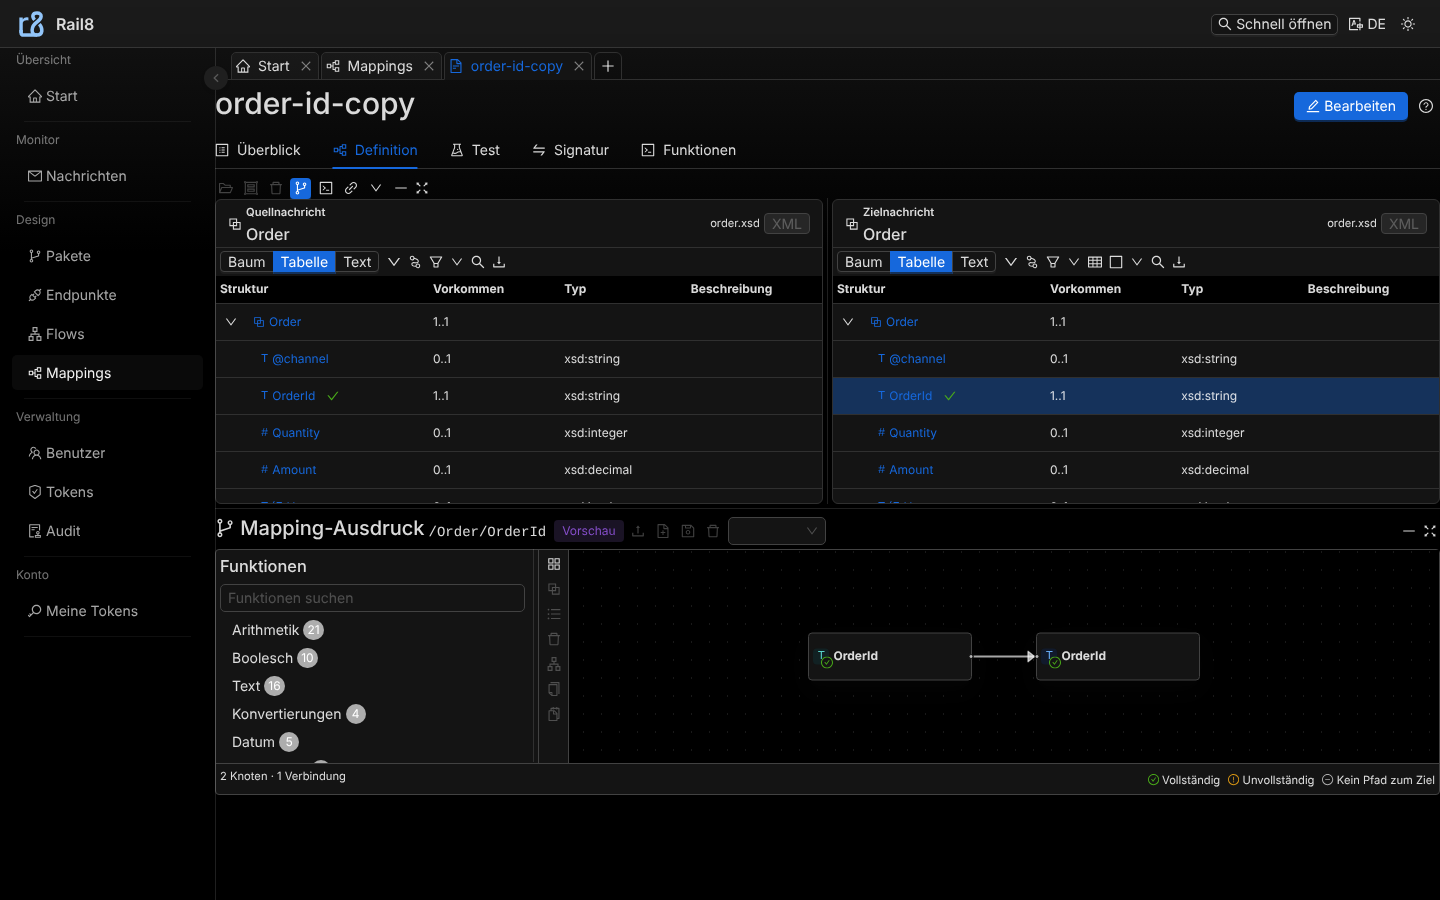 Rail8
Schnell öffnen
DE
Übersicht
Start
Monitor
Nachrichten
Design
Pakete
Endpunkte
Flows
Mappings
Verwaltung
Benutzer
Tokens
Audit
Konto
Meine Tokens
Start
Mappings
order-id-copy
order-id-copy
Bearbeiten
Überblick
Definition
Test
Signatur
Funktionen
Quellnachricht
Order
order.xsd XML
Baum Tabelle Text
Struktur Vorkommen Typ Beschreibung
Order 1..1
@channel 0..1 xsd:string
OrderId 1..1 xsd:string
# Quantity 0..1 xsd:integer
# Amount 0..1 xsd:decimal
Zielnachricht
Order
order.xsd XML
Baum Tabelle Text
Struktur Vorkommen Typ Beschreibung
Order 1..1
T @channel 0..1 xsd:string
T OrderId 1..1 xsd:string
# Quantity 0..1 xsd:integer
# Amount 0..1 xsd:decimal
Mapping-Ausdruck /Order/OrderId Vorschau
Funktionen
Funktionen suchen
Arithmetik 21
Boolesch 10
Text 16
Konvertierungen 4
Datum 5
T OrderId
T OrderId
2 Knoten · 1 Verbindung
Vollständig Unvollständig Kein Pfad zum Ziel